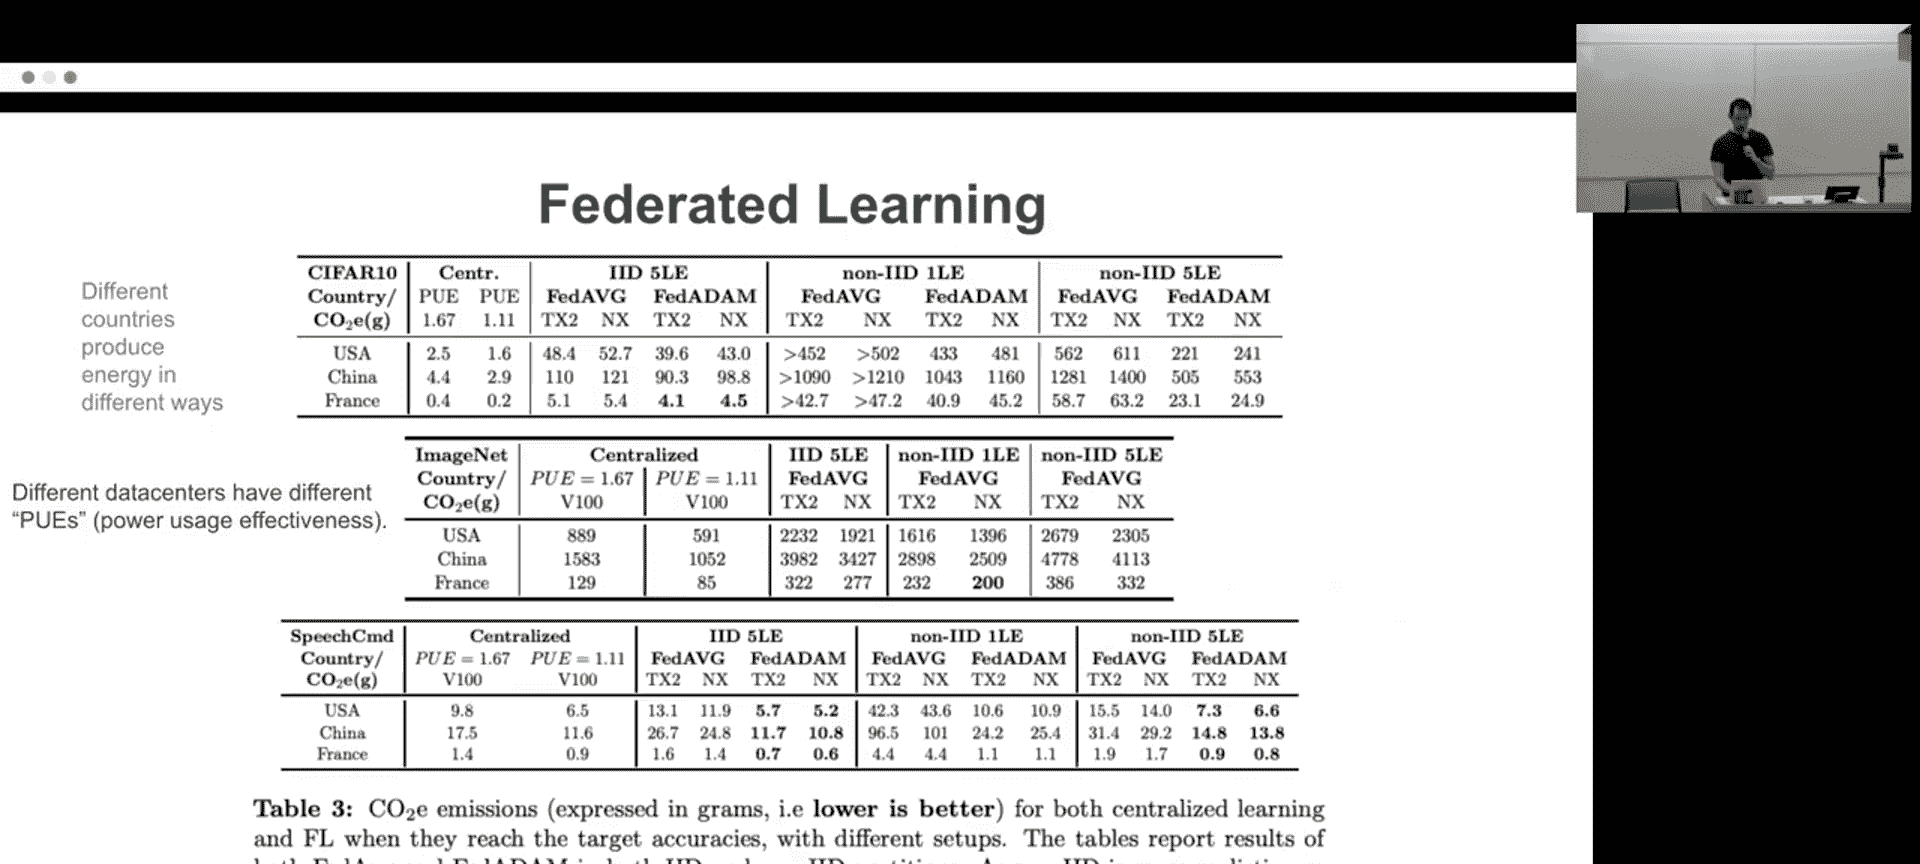 Federated Learning
Different
countries
produce
energy in
different ways
CIFAR10 Centr. IID 5LE non-IID 1LE non-IID 5LE
Country/ PUE PUE FedAVG FedADAM FedAVG FedADAM FedAVG FedADAM
CO₂e(g) 1.67 1.11 TX2 NX TX2 NX TX2 NX TX2 NX TX2 NX TX2 NX
USA 2.5 1.6 48.4 52.7 39.6 43.0 >452 >502 433 481 562 611 221 241
China 4.4 2.9 110 121 90.3 98.8 >1090 >1210 1043 1160 1281 1400 505 553
France 0.4 0.2 5.1 5.4 4.1 4.5 >42.7 >47.2 40.9 45.2 58.7 63.2 23.1 24.9
Different datacenters have different
“PUEs” (power usage effectiveness).
ImageNet Centralized IID 5LE non-IID 1LE non-IID 5LE
Country/ PUE = 1.67 PUE = 1.11 FedAVG FedAVG FedAVG
CO₂e(g) V100 V100 TX2 NX TX2 NX TX2 NX
USA 889 591 2232 1921 1616 1396 2679 2305
China 1583 1052 3982 3427 2898 2509 4778 4113
France 129 85 322 277 232 200 386 332
SpeechCmd Centralized IID 5LE non-IID 1LE non-IID 5LE
Country/ PUE = 1.67 PUE = 1.11 FedAVG FedADAM FedAVG FedADAM FedAVG FedADAM
CO₂e(g) V100 V100 TX2 NX TX2 NX TX2 NX TX2 NX TX2 NX TX2 NX
USA 9.8 6.5 13.1 11.9 5.7 5.2 42.3 43.6 10.6 10.9 15.5 14.0 7.3 6.6
China 17.5 11.6 26.7 24.8 11.7 10.8 96.5 101 24.2 25.4 31.4 29.2 14.8 13.8
France 1.4 0.9 1.6 1.4 0.7 0.6 4.4 4.4 1.1 1.1 1.9 1.7 0.9 0.8
Table 3: CO₂e emissions (expressed in grams, i.e lower is better) for both centralized learning
and FL when they reach the target accuracies, with different setups. The tables report results of